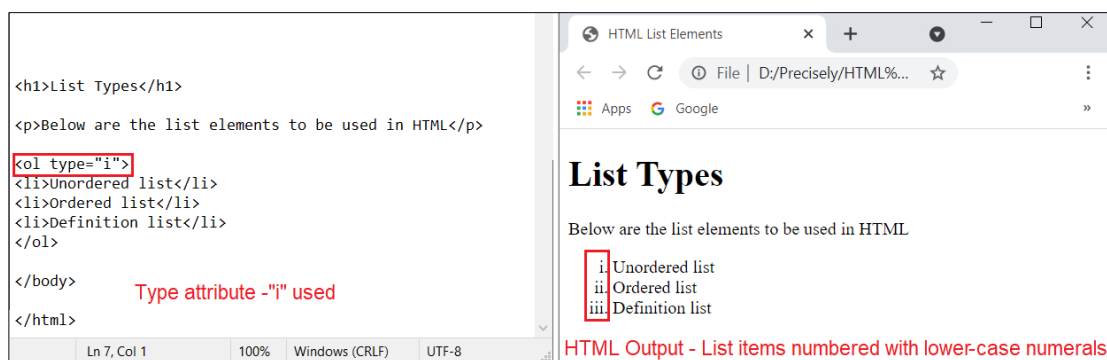 <h1>List Types</h1>
<p>Below are the list elements to be used in HTML</p>
<ol type="i">
<li>Unordered list</li>
<li>Ordered list</li>
<li>Definition list</li>
</ol>
</body>
Type attribute -"i" used
</html>
Ln 7, Col 1 100% Windows (CRLF) UTF-8
HTML List Elements
File | D:/Precisely/HTML%...
Apps Google »
List Types
Below are the list elements to be used in HTML
i. Unordered list
ii. Ordered list
iii. Definition list
HTML Output - List items numbered with lower-case numerals